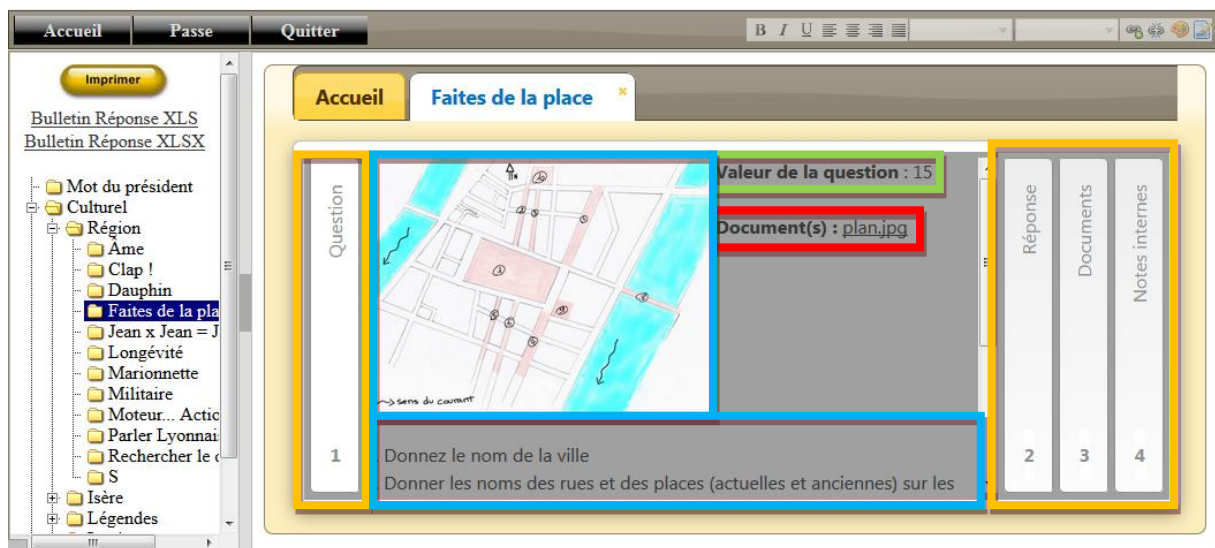 Accueil Passe Quitter
B I U
Imprimer
Bulletin Réponse XLS
Bulletin Réponse XLSX
Mot du président
Culturel
Région
Âme
Clap !
Dauphin
Faites de la pla
Jean x Jean = J
Longévité
Marionnette
Militaire
Moteur... Actio
Parler Lyonnai
Rechercher le
S
Isère
Légendes
Accueil Faites de la place
Question
1
sens du courant
Valeur de la question : 15
Document(s) : plan.jpg
Donnez le nom de la ville
Donner les noms des rues et des places (actuelles et anciennes) sur les
Réponse
2
Documents
3
Notes internes
4